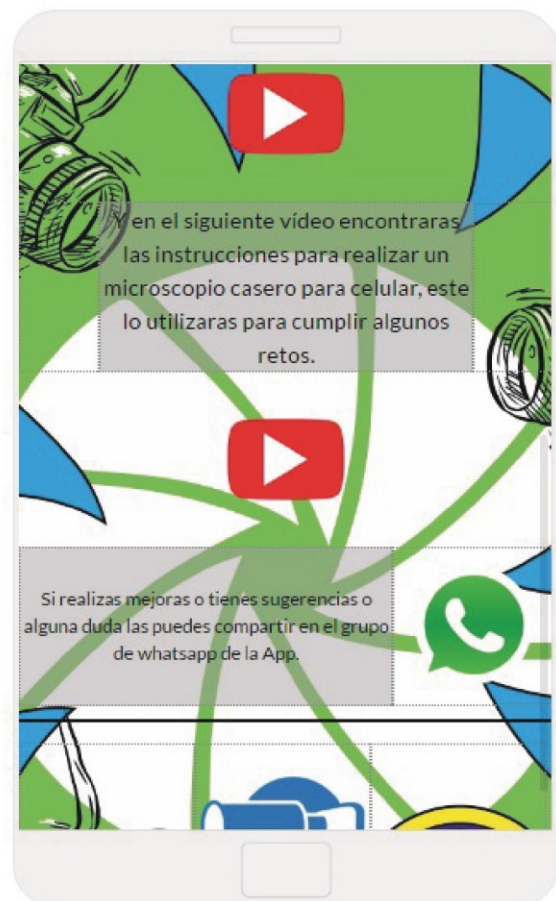 Y en el siguiente vídeo encontraras
las instrucciones para realizar un
microscopio casero para celular, este
lo utilizaras para cumplir algunos
retos.
Si realizas mejoras o tienes sugerencias o
alguna duda las puedes compartir en el grupo
de whatsapp de la App.